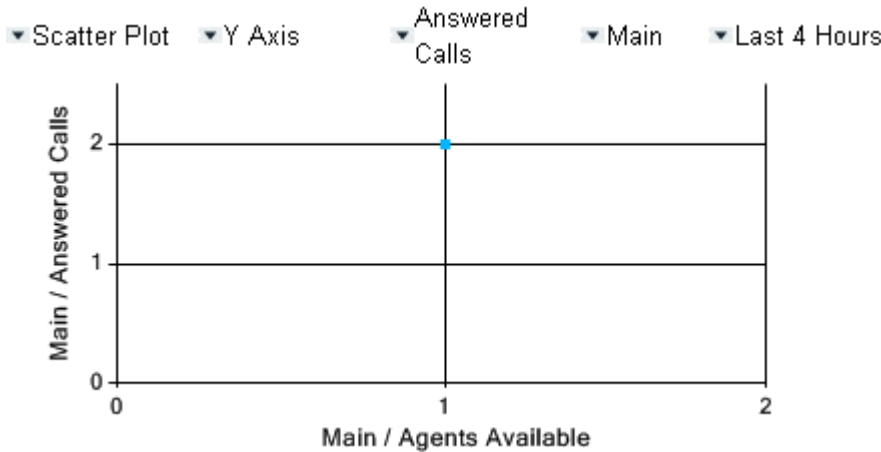 Scatter Plot
Y Axis
Answered
Calls
Main
Last 4 Hours
Main / Answered Calls
2
1
0
0
1
2
Main / Agents Available